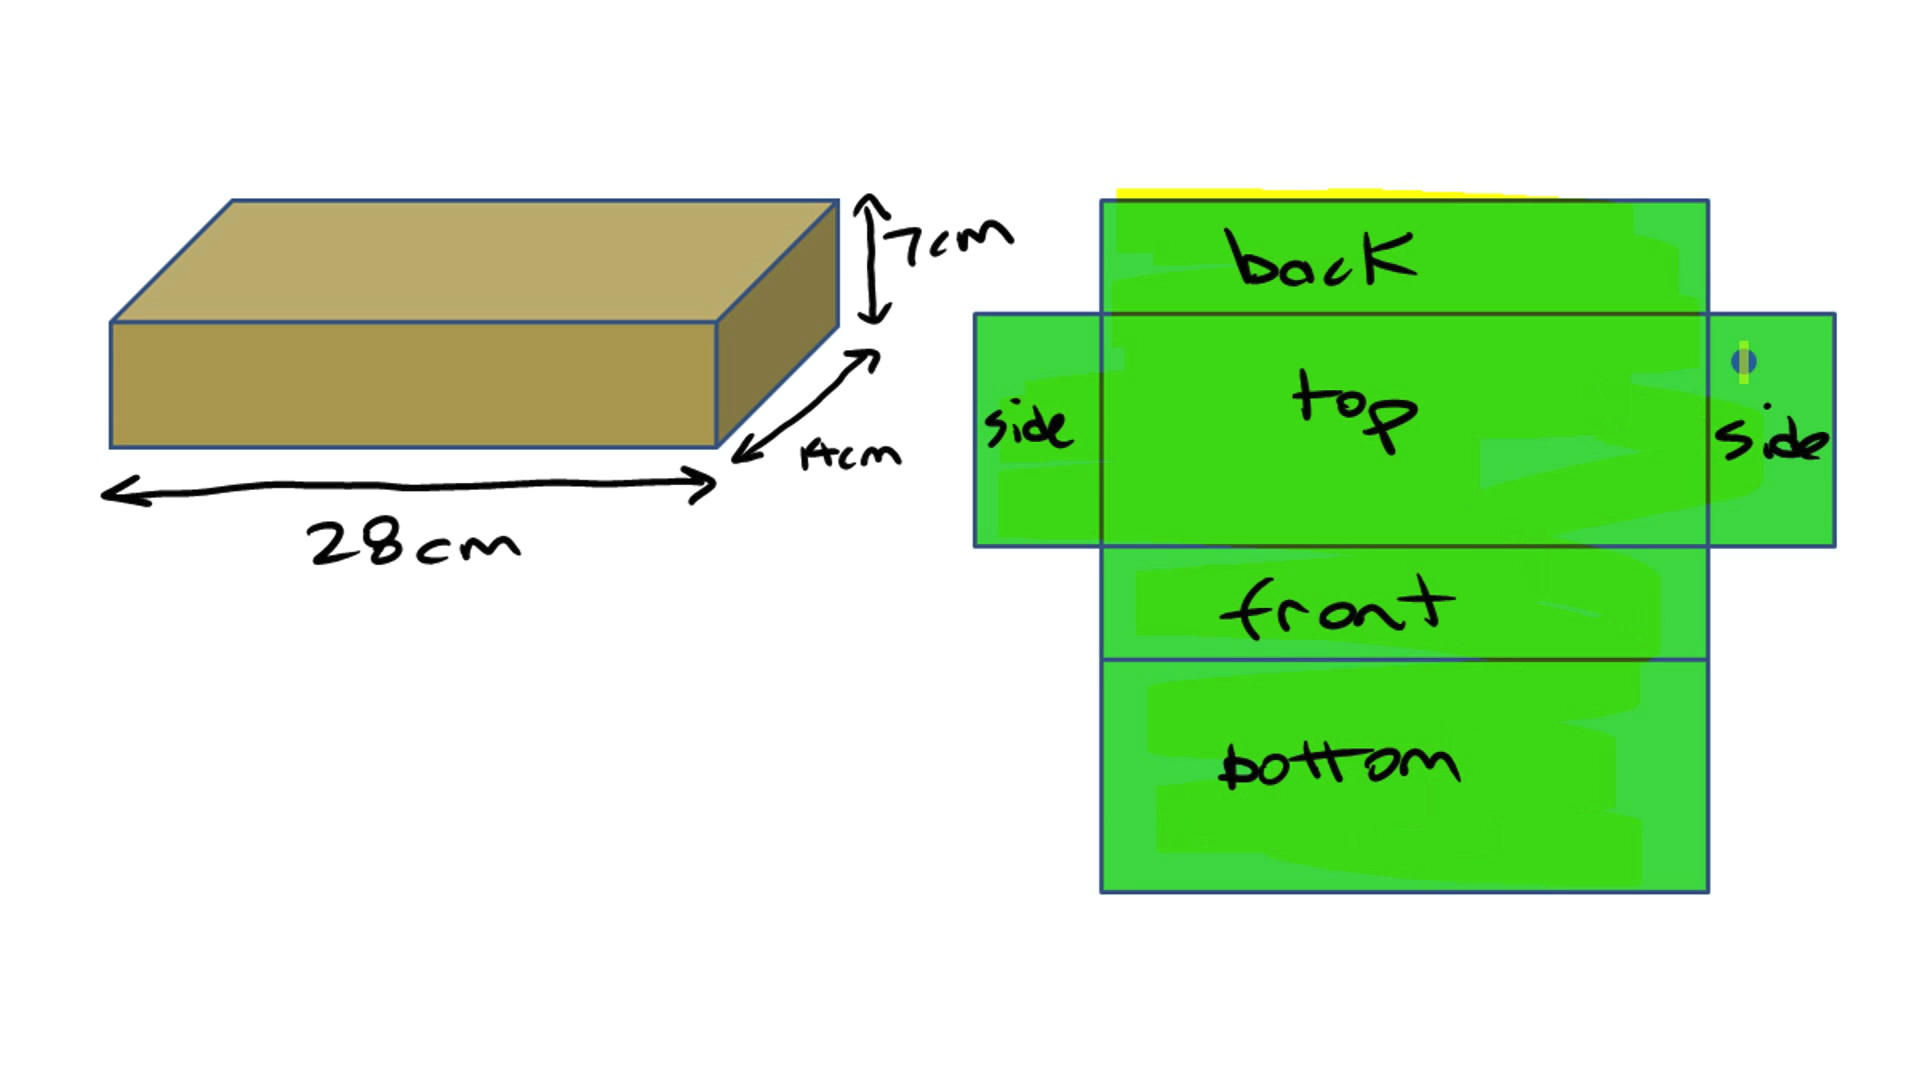 7cm
14cm
28cm
back
side
top
side
front
bottom